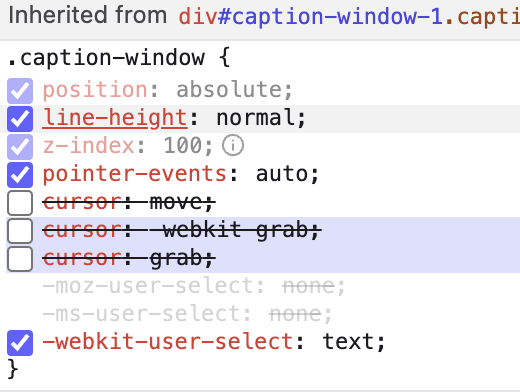 Inherited from div#caption-window-1.capti
.caption-window {
position: absolute;
line-height: normal;
z-index: 100;
pointer-events: auto;
cursor: move;
cursor: -webkit-grab;
cursor: grab;
-moz-user-select: none;
-ms-user-select: none;
-webkit-user-select: text;
}